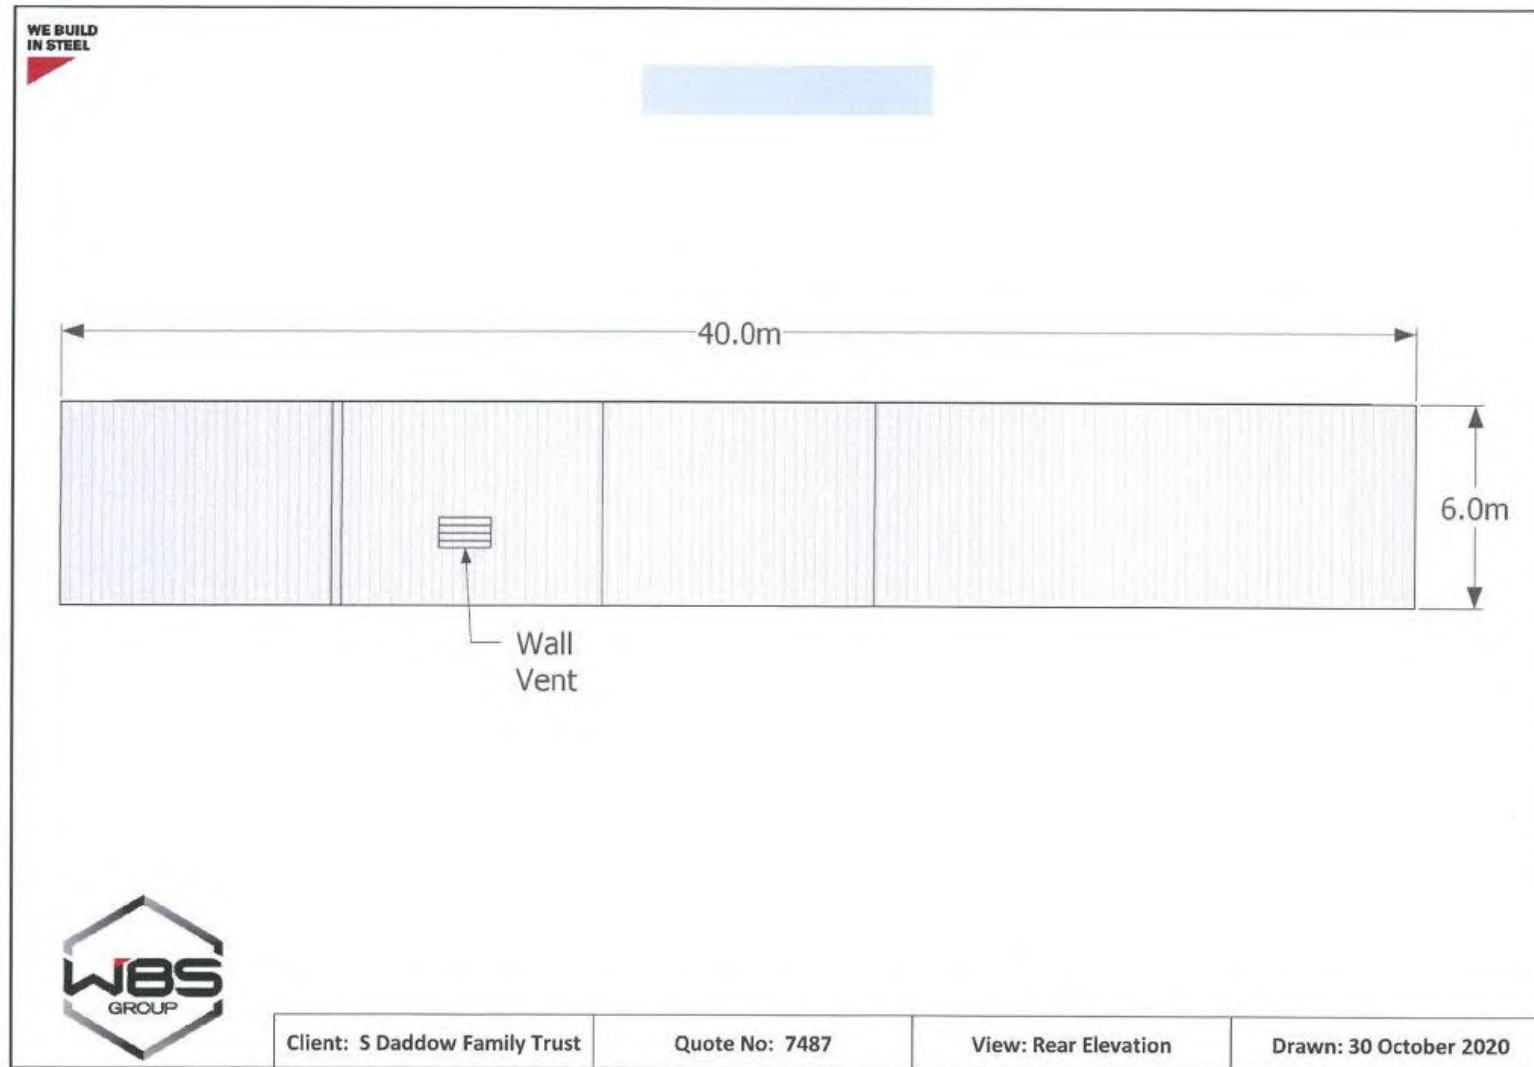 WE BUILD
IN STEEL
40.0m
6.0m
Wall
Vent
WBS
GROUP
Client: S Daddow Family Trust
Quote No: 7487
View: Rear Elevation
Drawn: 30 October 2020